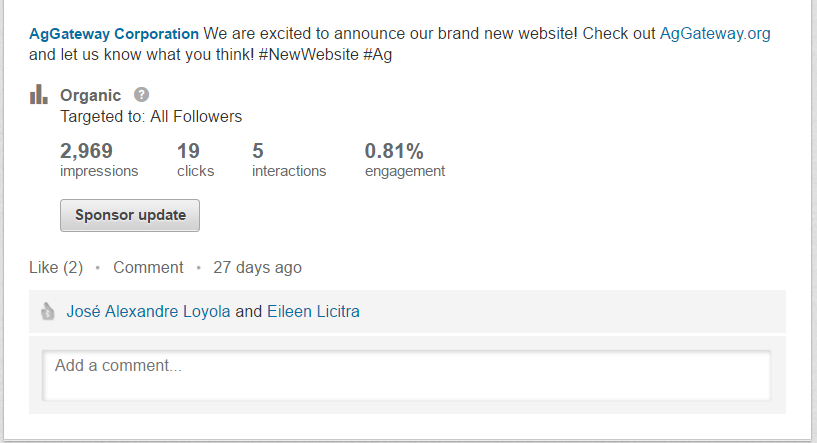 AgGateway Corporation We are excited to announce our brand new website! Check out AgGateway.org
and let us know what you think! #NewWebsite #Ag
Organic ?
Targeted to: All Followers
2,969 19 5 0.81%
impressions clicks interactions engagement
Sponsor update
Like (2) • Comment • 27 days ago
José Alexandre Loyola and Eileen Licitra
Add a comment...